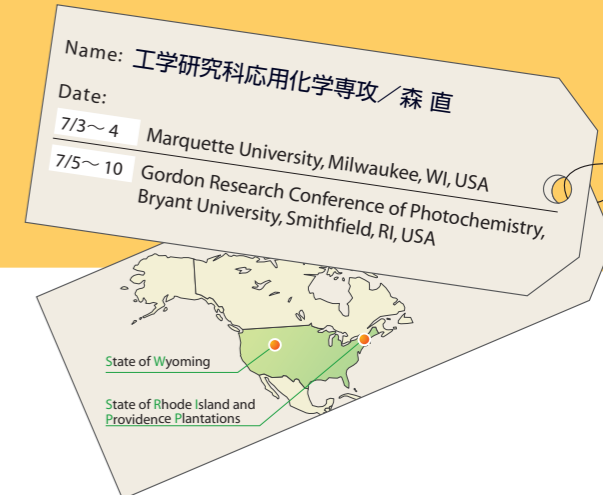 Name: 工学研究科応用化学専攻／森 直
Date:
7/3～4 Marquette University, Milwaukee, WI, USA
7/5～10 Gordon Research Conference of Photochemistry,
Bryant University, Smithfield, RI, USA
State of Wyoming
State of Rhode Island and
Providence Plantations